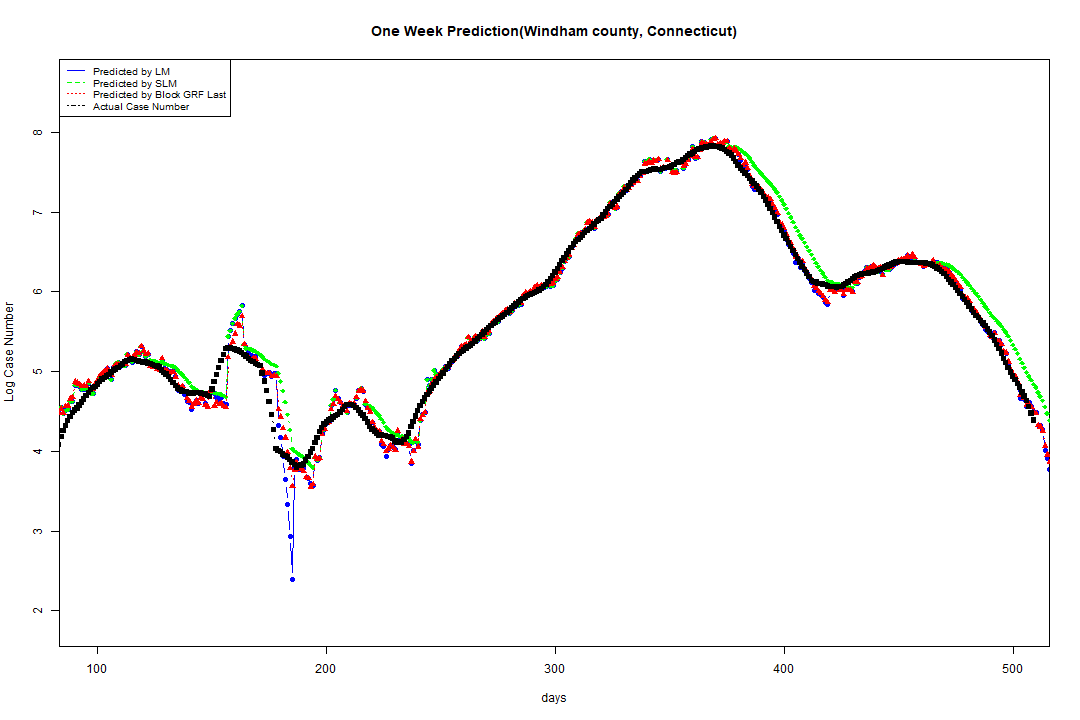 One Week Prediction(Windham county, Connecticut)
Predicted by LM
Predicted by SLM
Predicted by Block GRF Last
Actual Case Number
8
7
6
5
4
3
2
Log Case Number
100 200 300 400 500
days